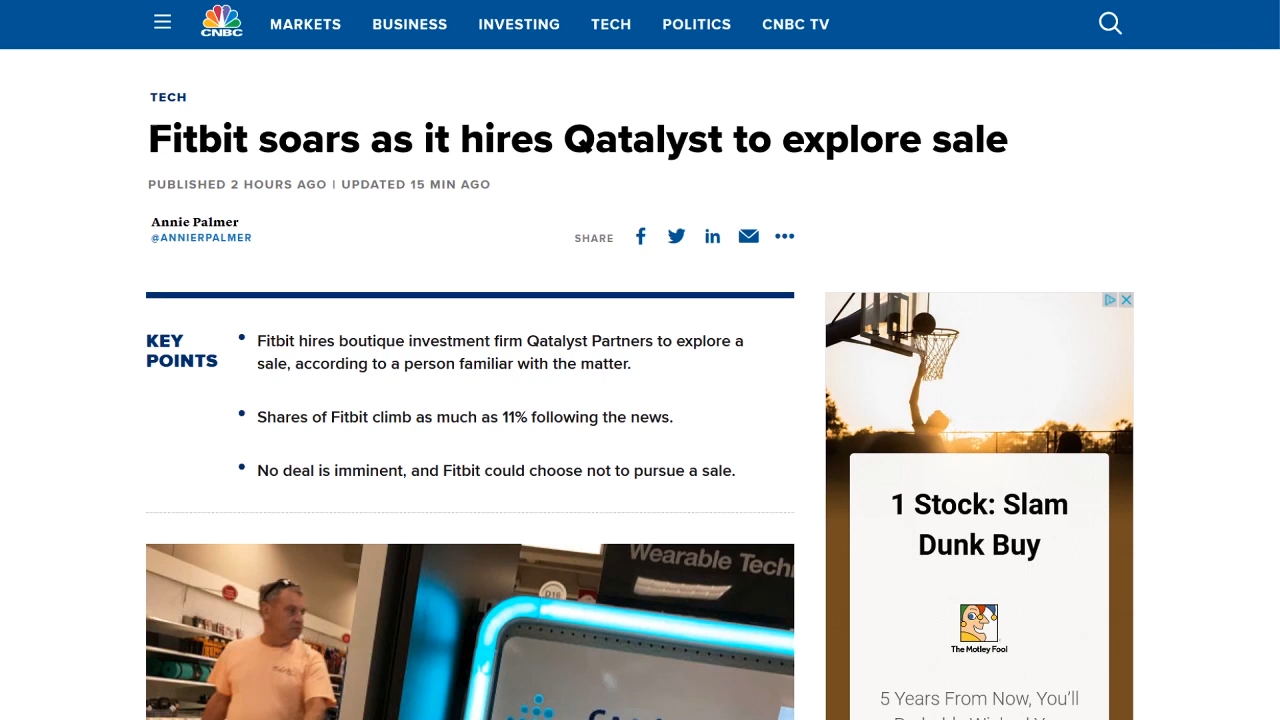 CNBC
MARKETS
BUSINESS
INVESTING
TECH
POLITICS
CNBC TV
TECH
Fitbit soars as it hires Qatalyst to explore sale
PUBLISHED 2 HOURS AGO | UPDATED 15 MIN AGO
Annie Palmer
@ANNIERPALMER
SHARE
KEY
POINTS
Fitbit hires boutique investment firm Qatalyst Partners to explore a
sale, according to a person familiar with the matter.
Shares of Fitbit climb as much as 11% following the news.
No deal is imminent, and Fitbit could choose not to pursue a sale.
Wearable Tech
D16
1 Stock: Slam
Dunk Buy
The Motley Fool
5 Years From Now, You'll